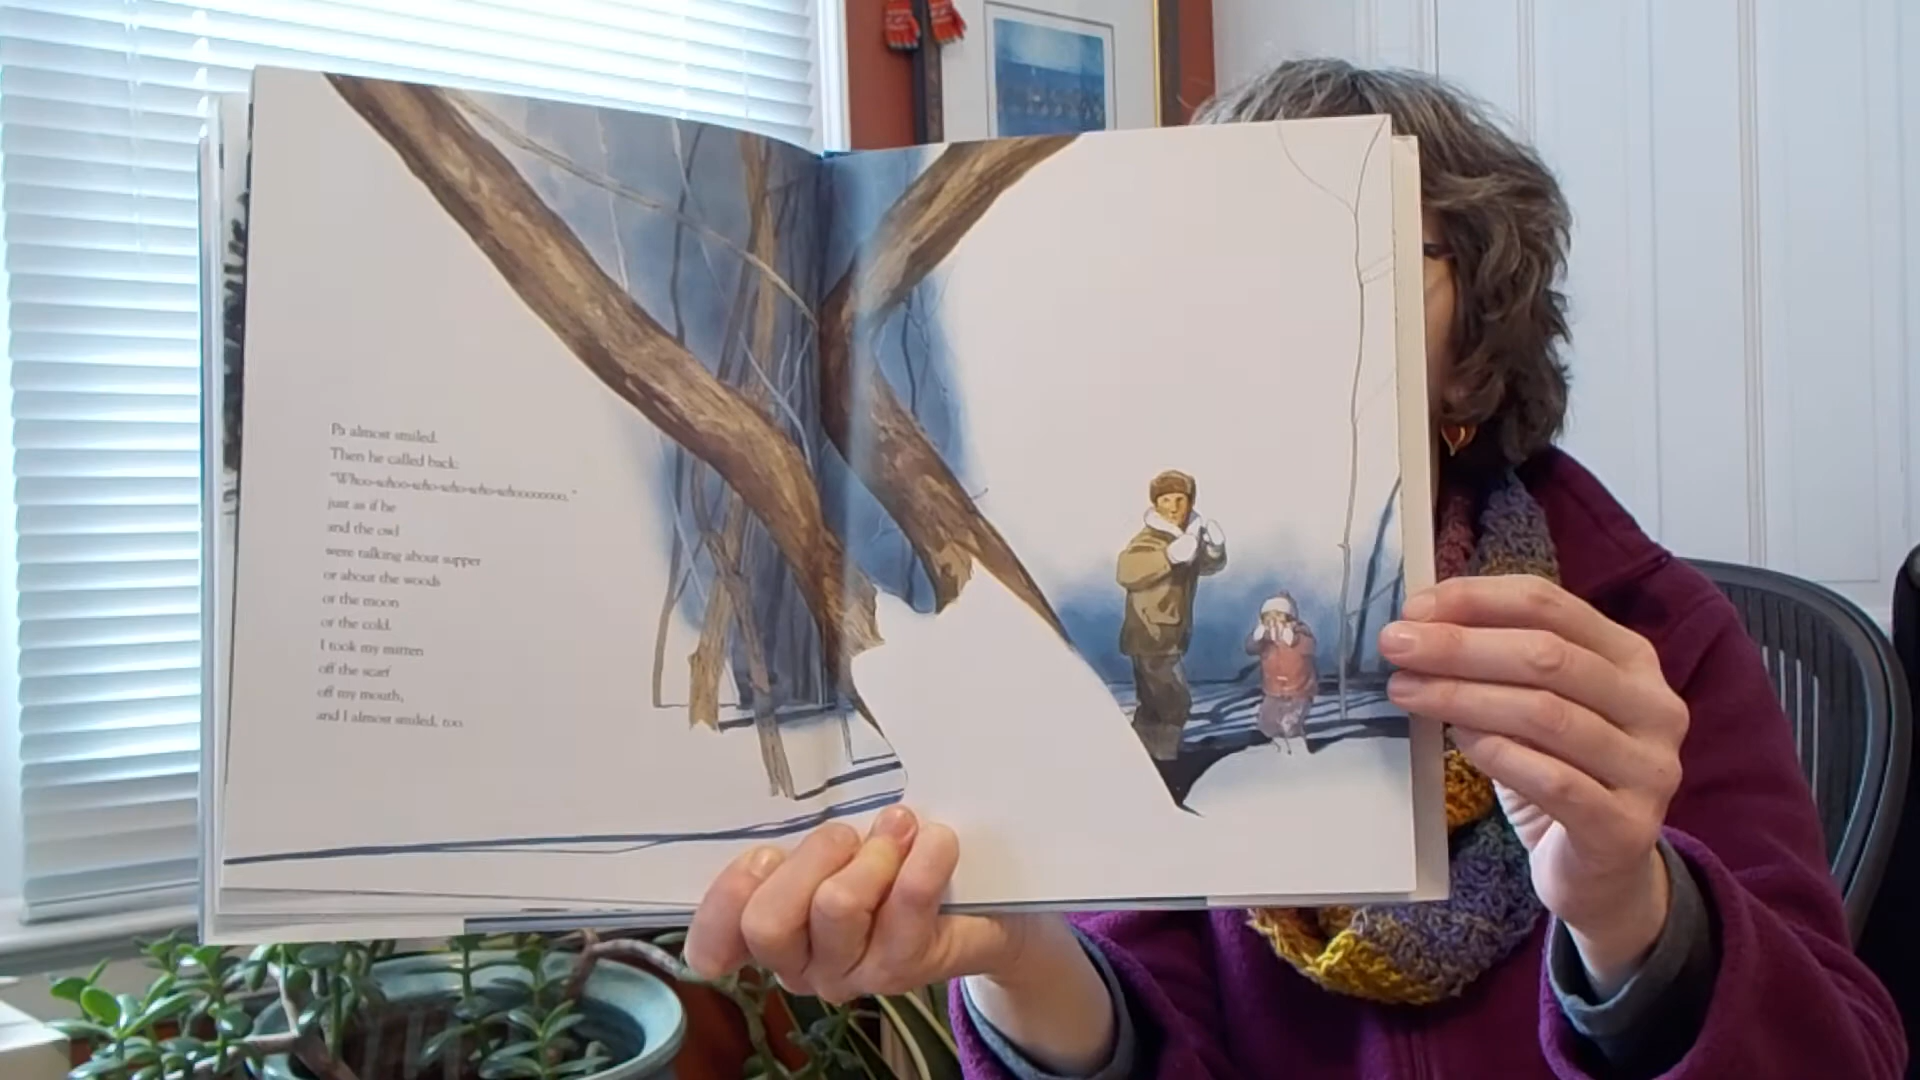 Pa almost smiled.
Then he called back:
"Whoo-whoo-who-who-who-whooooooo,"
just as if he
and the owl
were talking about supper
or about the woods
or the moon
or the cold.
I took my mitten
off the scarf
off my mouth,
and I almost smiled, too.